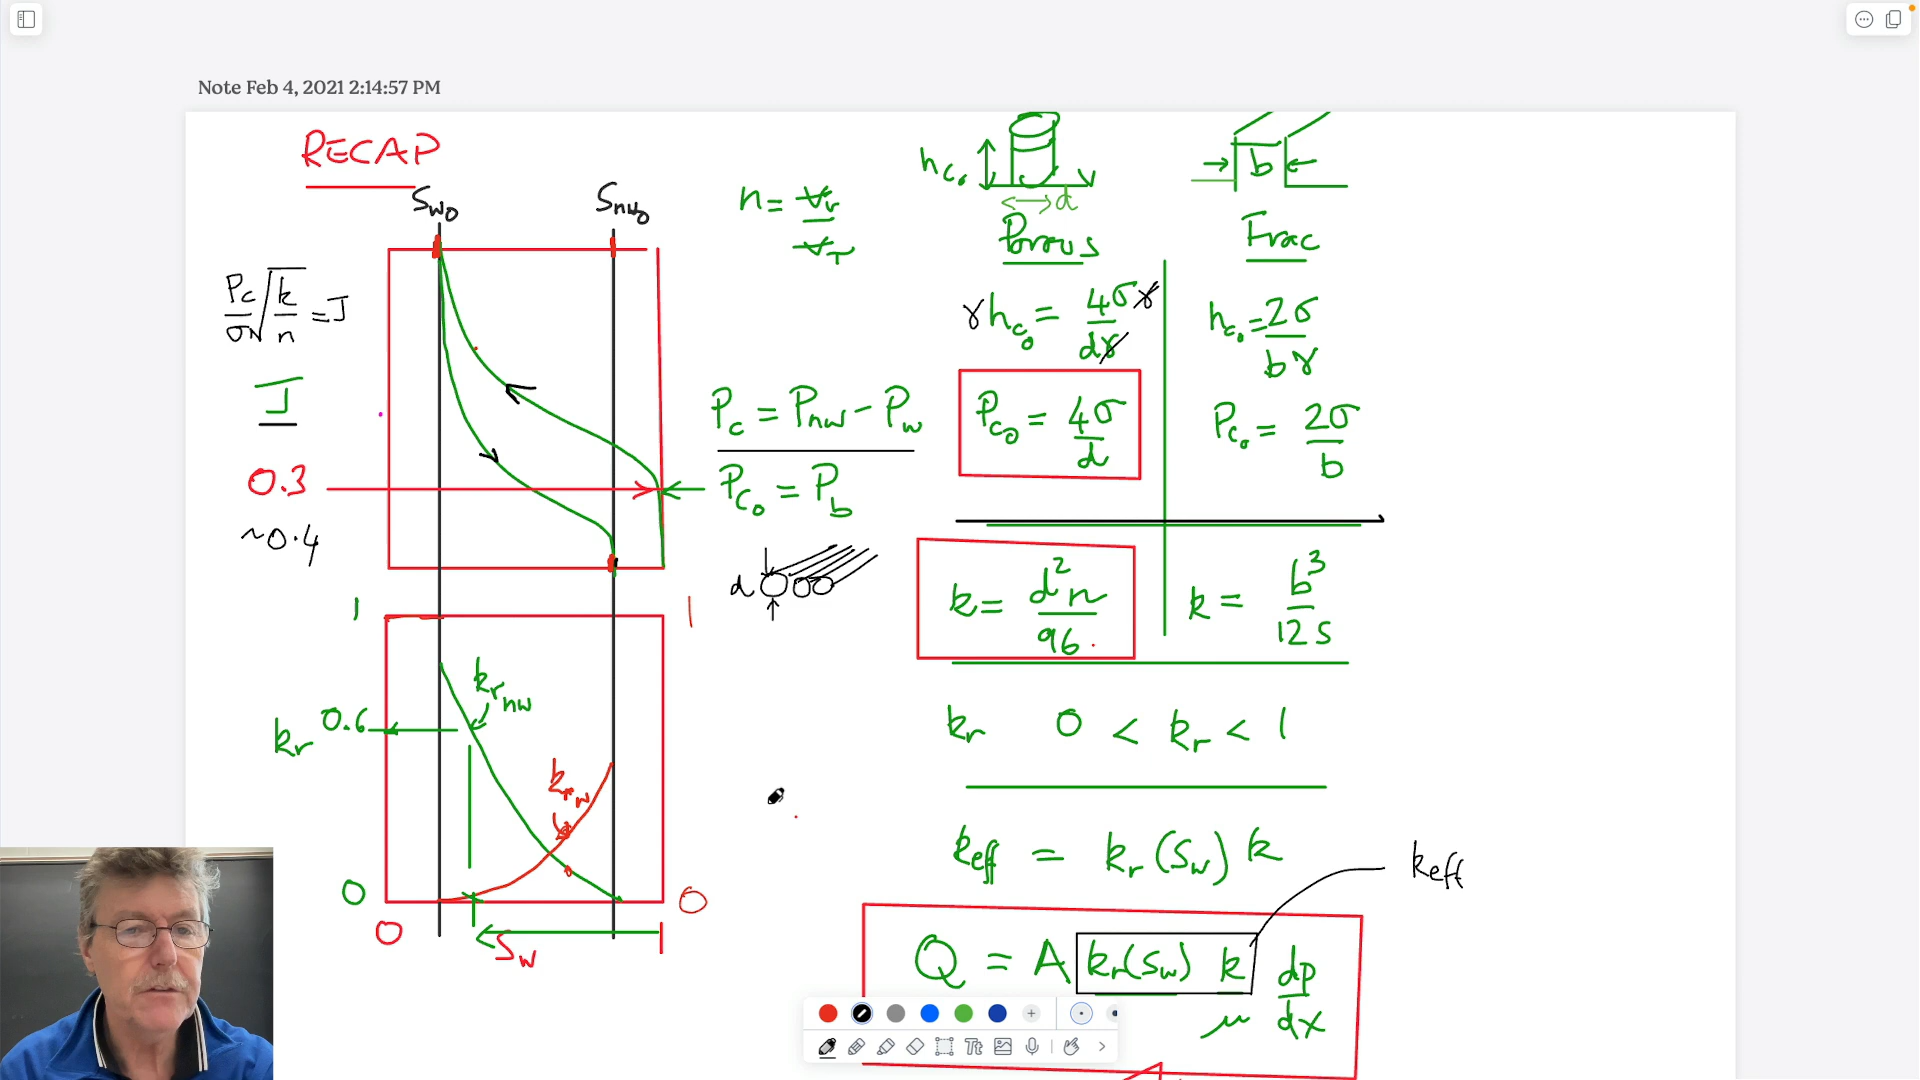 Note Feb 4, 2021 2:14:57 PM
RECAP
Swo
Snwo
n = Vv / VT
hco
d
b
Porous
Frac
Pc/σ √(k/n) = J
J
0.3
~0.4
Pc = Pnw - Pw
Pco = Pb
d
γhco = 4σγ / dγ
hco = 2σ / bγ
Pco = 4σ / d
Pco = 2σ / b
k = d²n / 96
k = b³ / 12s
1
1
kr
0.6
krnw
krw
0
0
0
Sw
1
kr 0 < kr < 1
keff = kr(Sw) k
keff
Q = A kr(Sw) k / μ dp/dx
Tt